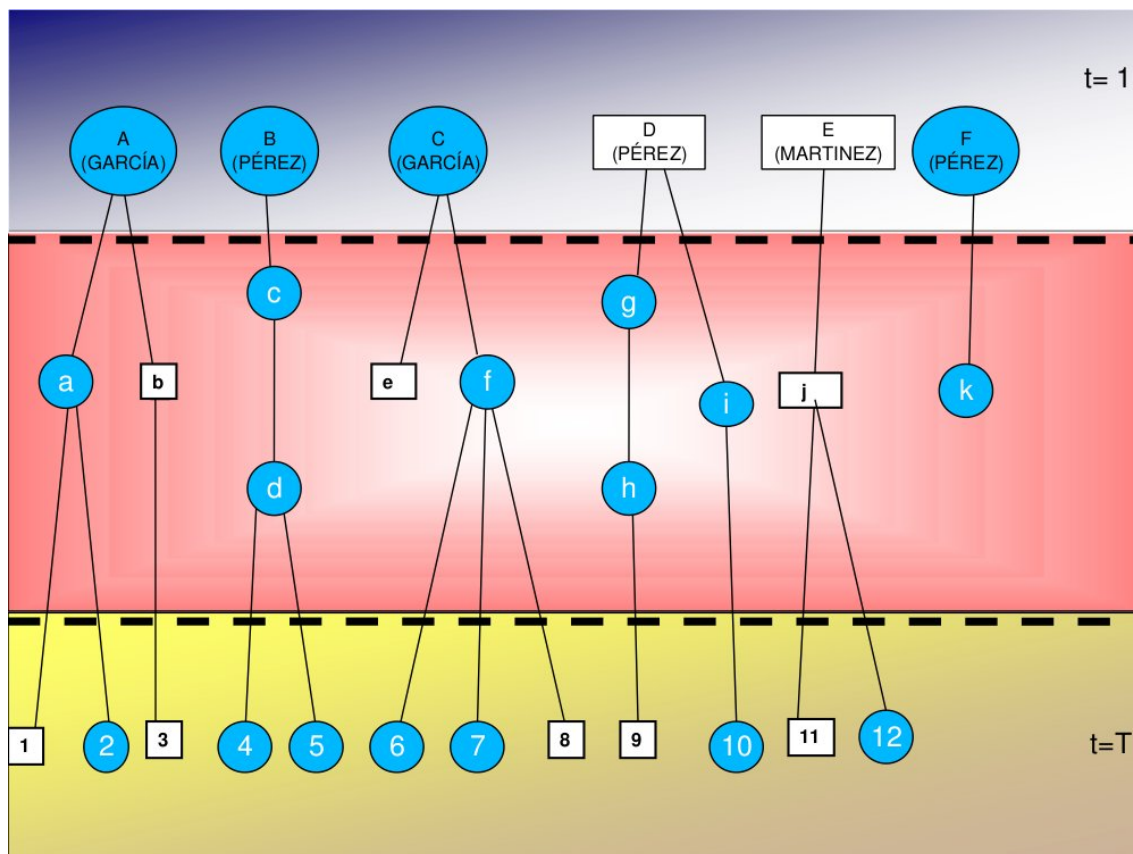 t= 1
A
(GARCÍA)
B
(PÉREZ)
C
(GARCÍA)
D
(PÉREZ)
E
(MARTINEZ)
F
(PÉREZ)
c
g
a
b
e
f
i
j
k
d
h
1
2
3
4
5
6
7
8
9
10
11
12
t=T